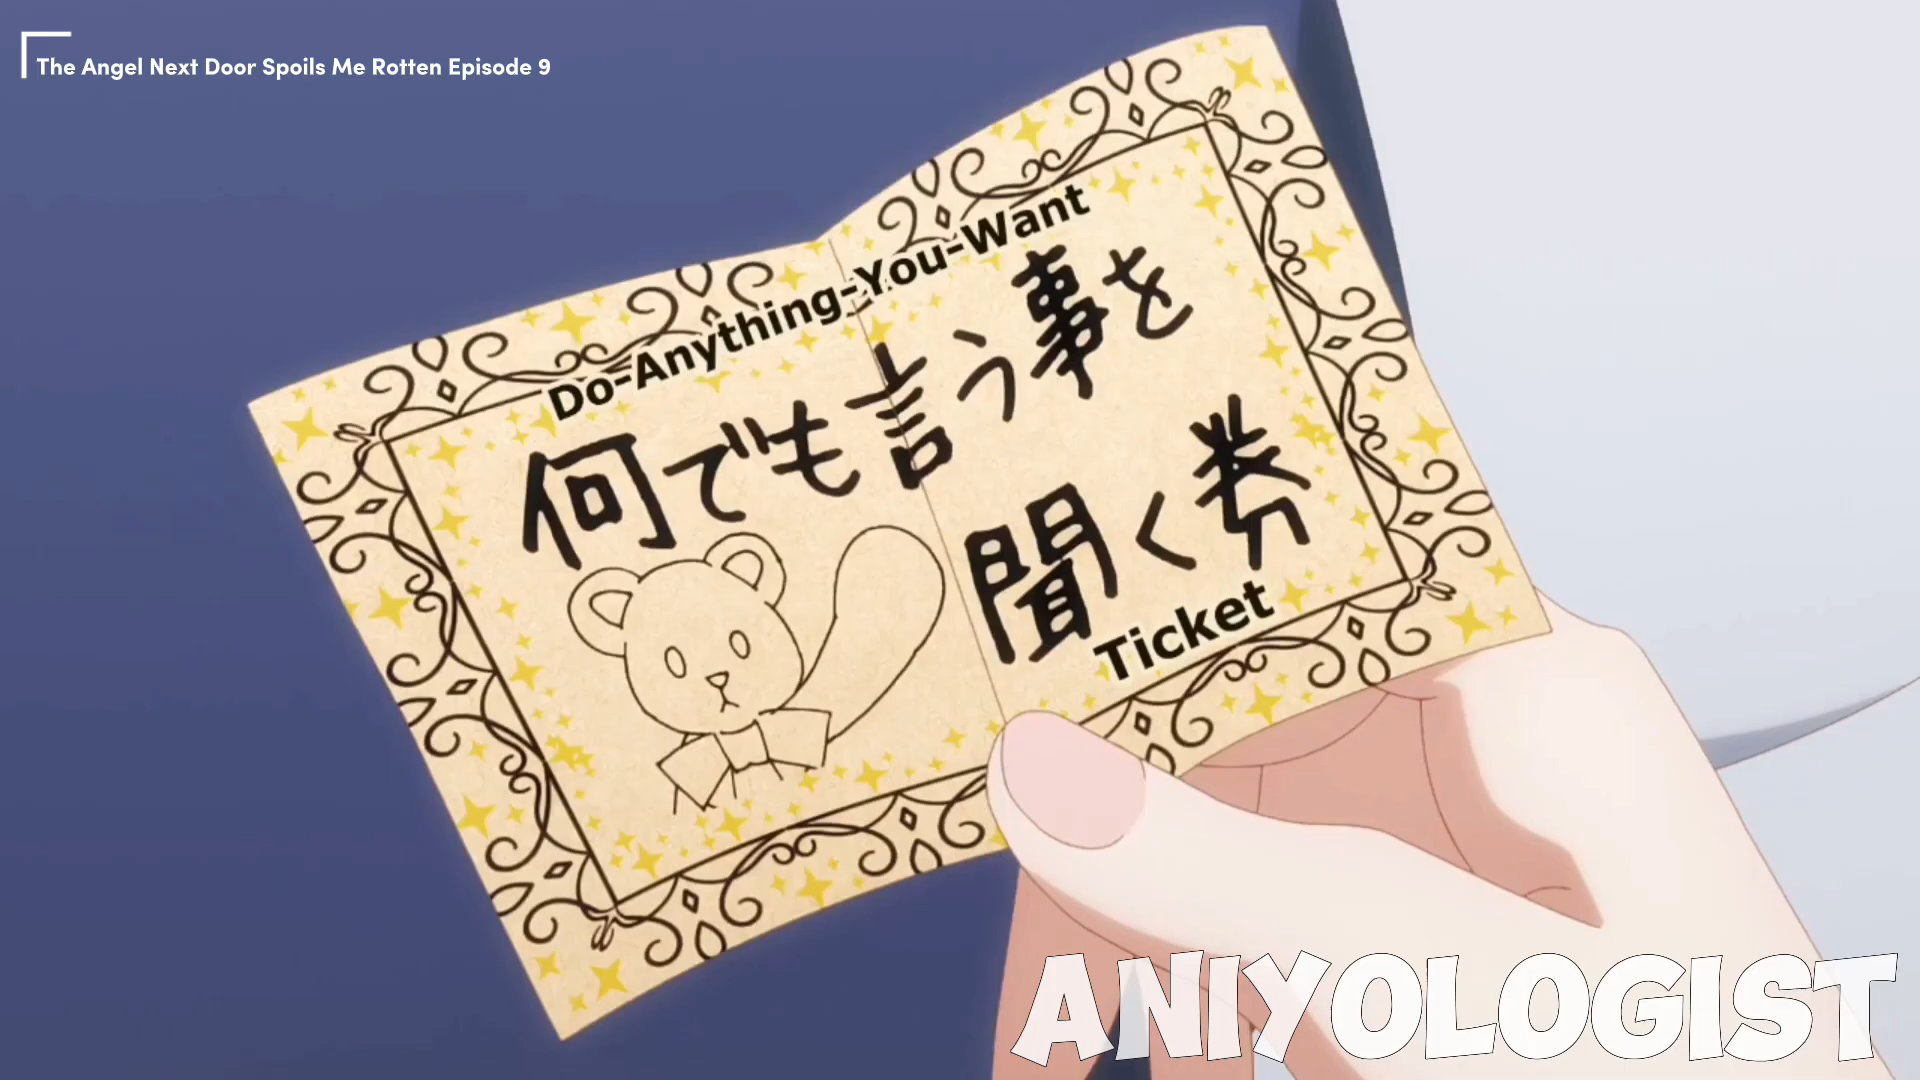 The Angel Next Door Spoils Me Rotten Episode 9
Do-Anything-You-Want
何でも言う事を
聞く券
Ticket
ANIYOLOGIST